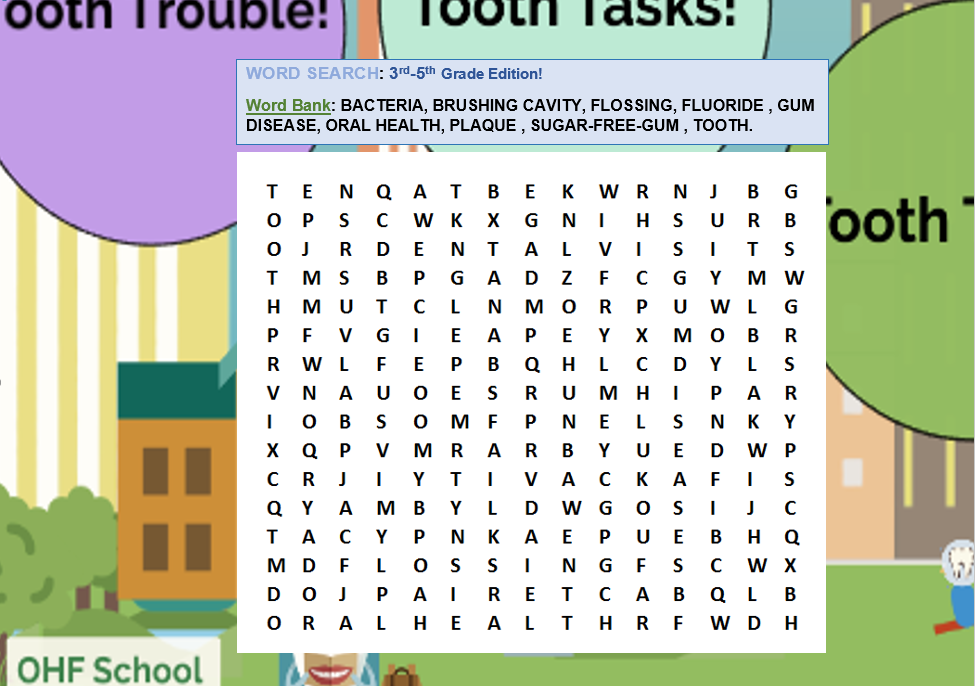 ooth Trouble!
Tooth Tasks!
WORD SEARCH: 3rd-5th Grade Edition!
Word Bank: BACTERIA, BRUSHING CAVITY, FLOSSING, FLUORIDE , GUM
DISEASE, ORAL HEALTH, PLAQUE , SUGAR-FREE-GUM , TOOTH.
T E N Q A T B E K W R N J B G
O P S C W K X G N I H S U R B
O J R D E N T A L V I S I T S
T M S B P G A D Z F C G Y M W
H M U T C L N M O R P U W L G
P F V G I E A P E Y X M O B R
R W L F E P B Q H L C D Y L S
V N A U O E S R U M H I P A R
I O B S O M F P N E L S N K Y
X Q P V M R A R B Y U E D W P
C R J I Y T I V A C K A F I S
Q Y A M B Y L D W G O S I J C
T A C Y P N K A E P U E B H Q
M D F L O S S I N G F S C W X
D O J P A I R E T C A B Q L B
O R A L H E A L T H R F W D H
ooth T
OHF School